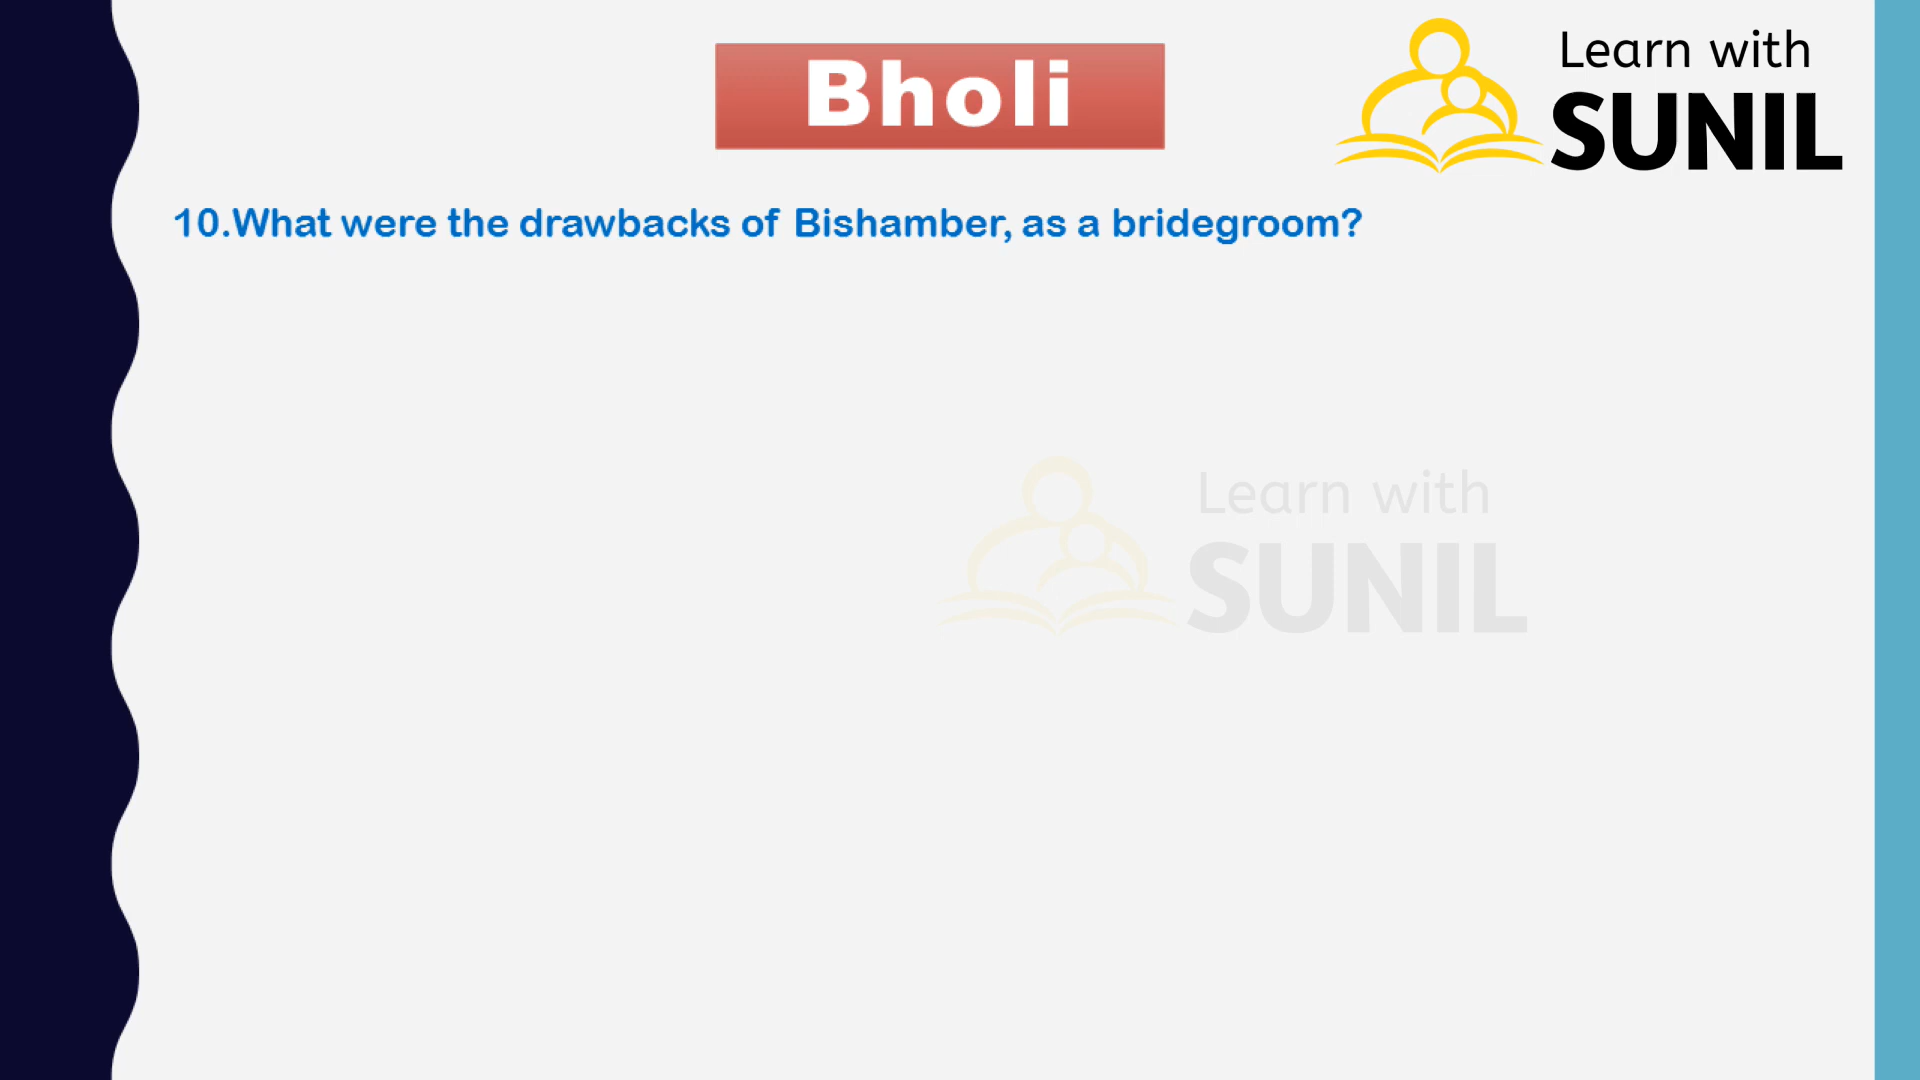 Bholi
Learn with
SUNIL
10.What were the drawbacks of Bishamber, as a bridegroom?
Learn with
SUNIL